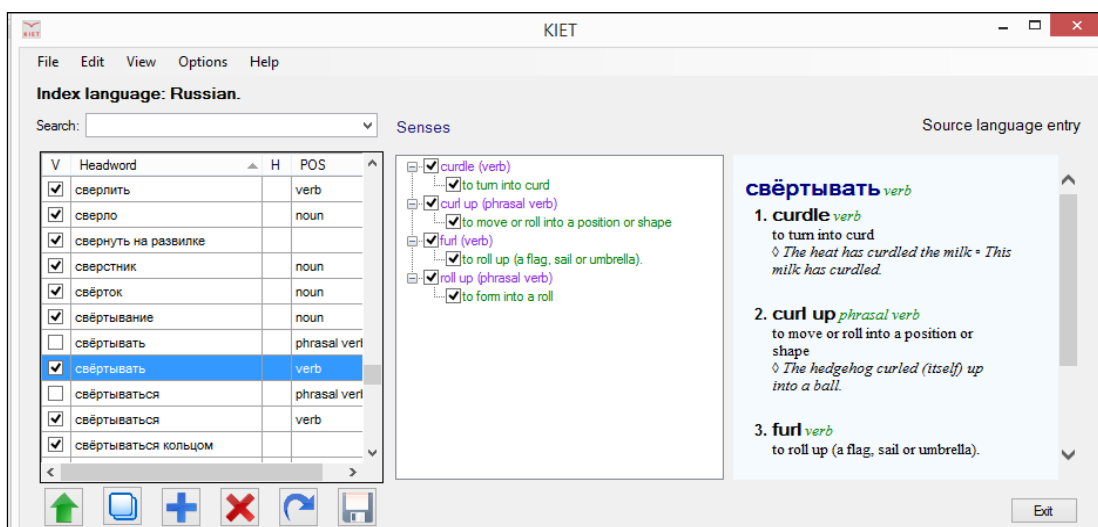 KIET
KIET
File Edit View Options Help
Index language: Russian.
Search:
Senses
Source language entry
V Headword H POS
сверлить verb
сверло noun
свернуть на развилке
сверстник noun
свёрток noun
свёртывание noun
свёртывать phrasal verl
свёртывать verb
свёртываться phrasal verl
свёртываться verb
свёртываться кольцом
curdle (verb)
to turn into curd
curl up (phrasal verb)
to move or roll into a position or shape
furl (verb)
to roll up (a flag, sail or umbrella).
roll up (phrasal verb)
to form into a roll
свёртывать verb
1. curdle verb
to turn into curd
◊ The heat has curdled the milk ▫ This
milk has curdled.
2. curl up phrasal verb
to move or roll into a position or
shape
◊ The hedgehog curled (itself) up
into a ball.
3. furl verb
to roll up (a flag, sail or umbrella).
Exit